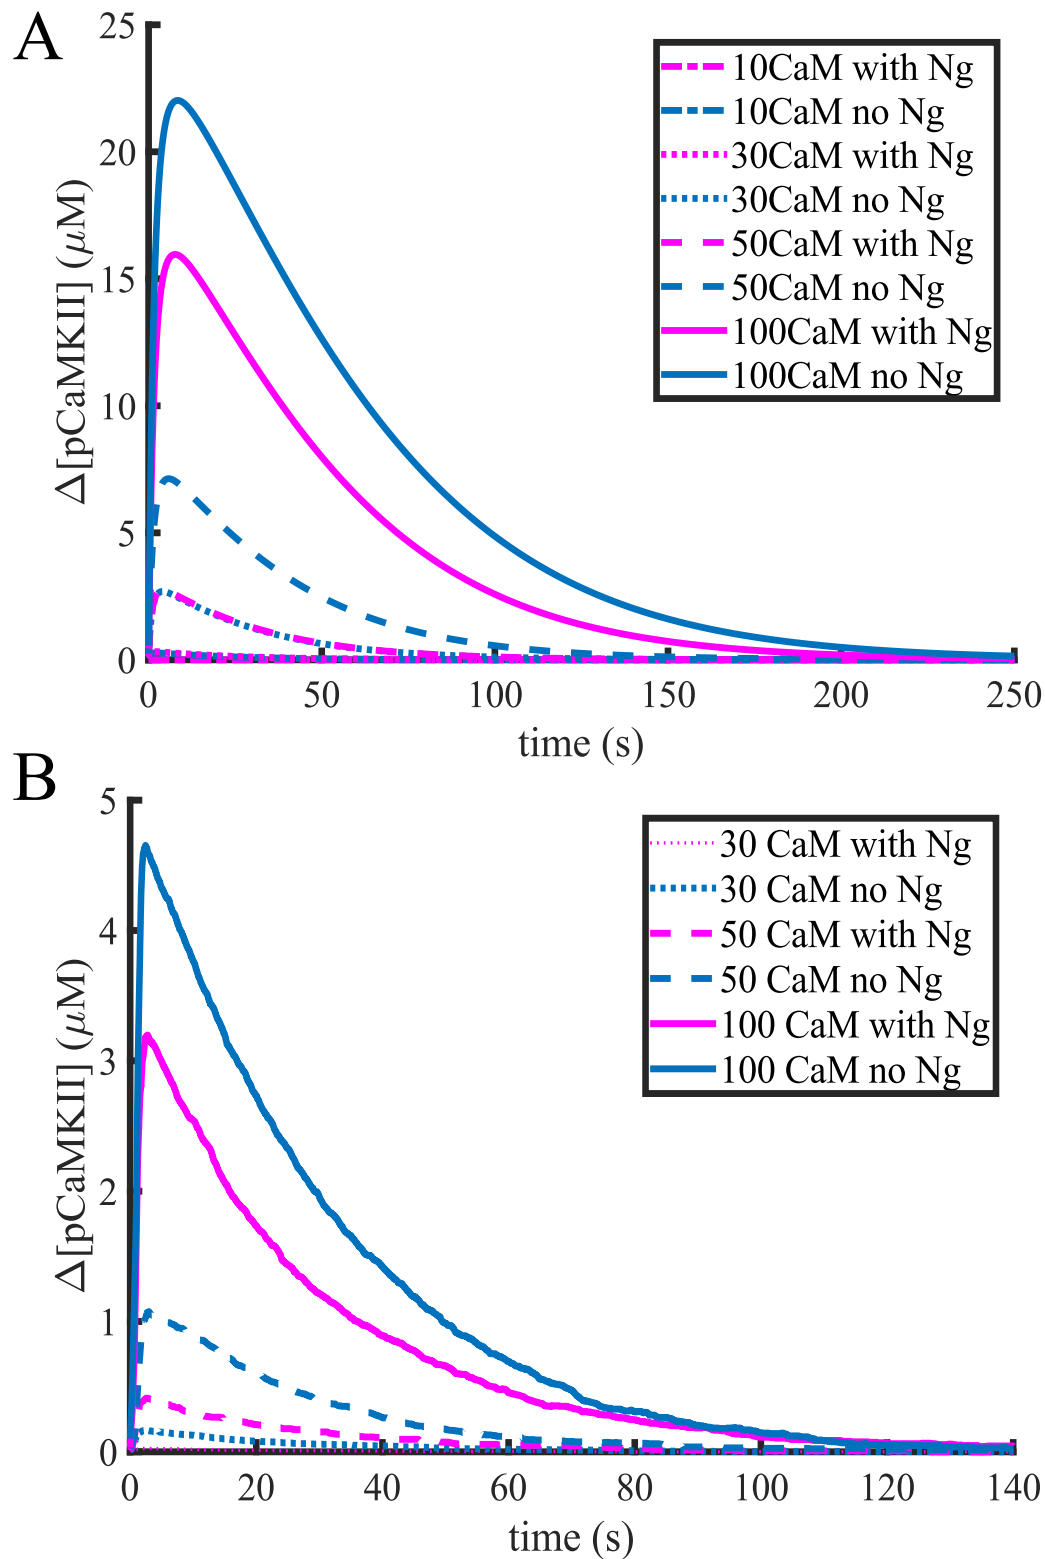 A
25
20
15
10
5
0
Δ[pCaMKII] (μM)
10CaM with Ng
10CaM no Ng
30CaM with Ng
30CaM no Ng
50CaM with Ng
50CaM no Ng
100CaM with Ng
100CaM no Ng
0 50 100 150 200 250
time (s)
B
5
4
3
2
1
0
Δ[pCaMKII] (μM)
30 CaM with Ng
30 CaM no Ng
50 CaM with Ng
50 CaM no Ng
100 CaM with Ng
100 CaM no Ng
0 20 40 60 80 100 120 140
time (s)